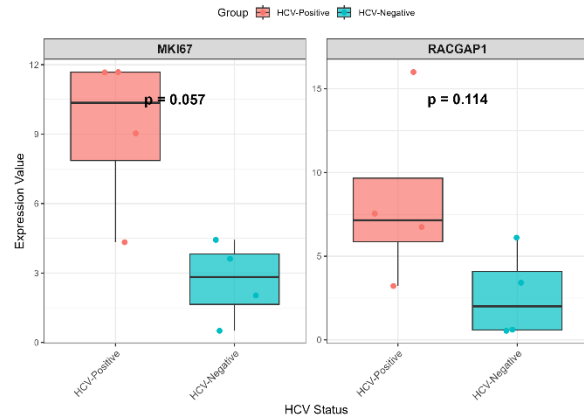 Group HCV-Positive HCV-Negative
MKI67
RACGAP1
Expression Value
12
9
6
3
0
p = 0.057
15
10
5
0
p = 0.114
HCV-Positive
HCV-Negative
HCV-Positive
HCV-Negative
HCV Status